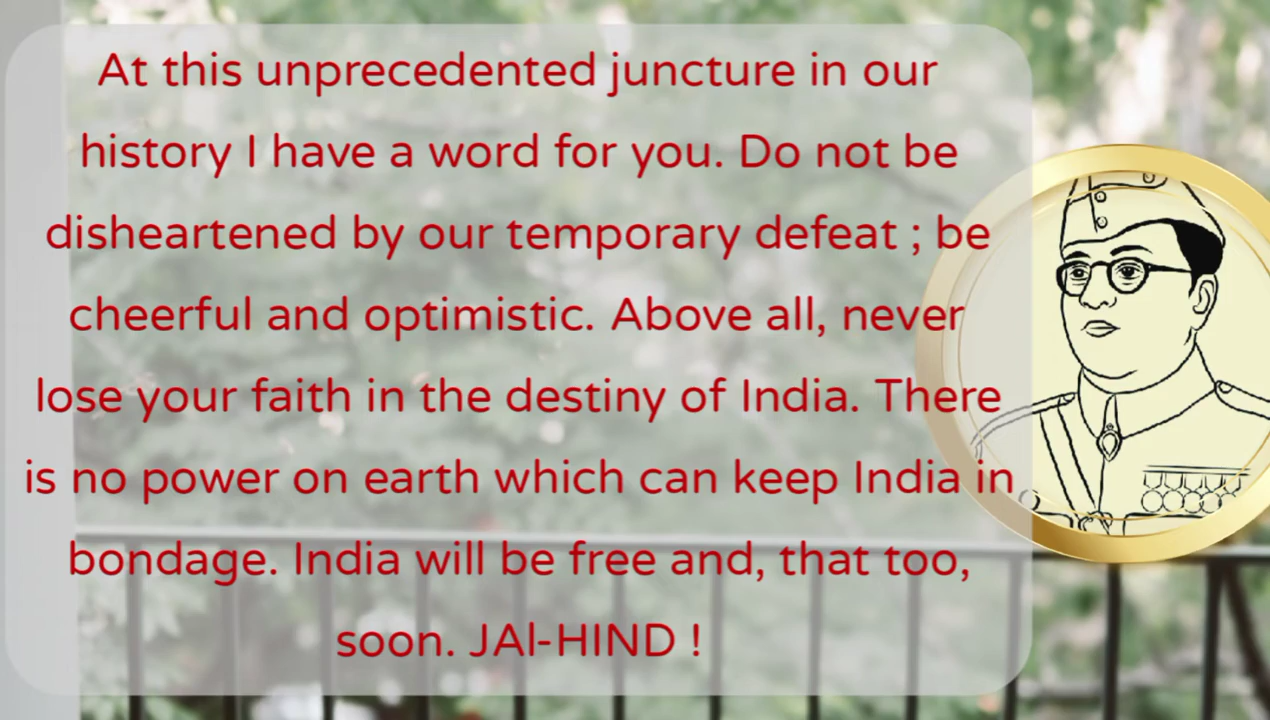 At this unprecedented juncture in our
history I have a word for you. Do not be
disheartened by our temporary defeat ; be
cheerful and optimistic. Above all, never
lose your faith in the destiny of India. There
is no power on earth which can keep India in
bondage. India will be free and, that too,
soon. JAl-HIND !